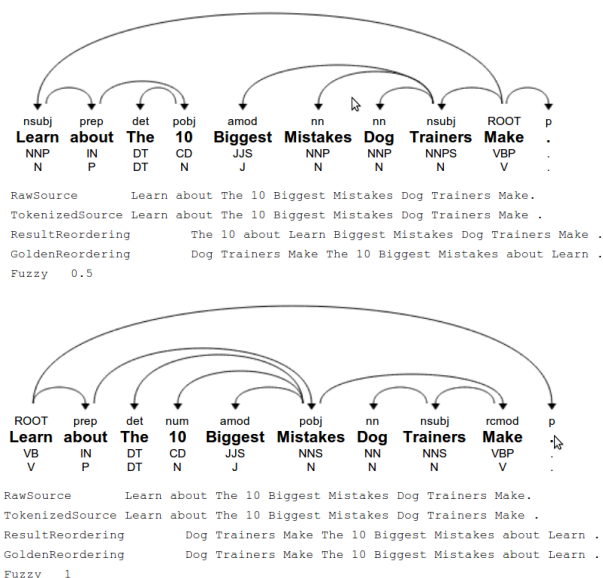 nsubj prep det pobj amod nn nn nsubj ROOT p
Learn about The 10 Biggest Mistakes Dog Trainers Make .
NNP IN DT CD JJS NNP NNP NNPS VBP .
N P DT N J N N N V .
RawSource Learn about The 10 Biggest Mistakes Dog Trainers Make.
TokenizedSource Learn about The 10 Biggest Mistakes Dog Trainers Make .
ResultReordering The 10 about Learn Biggest Mistakes Dog Trainers Make .
GoldenReordering Dog Trainers Make The 10 Biggest Mistakes about Learn .
Fuzzy 0.5
ROOT prep det num amod pobj nn nsubj rcmod p
Learn about The 10 Biggest Mistakes Dog Trainers Make .
VB IN DT CD JJS NNS NN NNS VBP .
V P DT N J N N N V .
RawSource Learn about The 10 Biggest Mistakes Dog Trainers Make.
TokenizedSource Learn about The 10 Biggest Mistakes Dog Trainers Make .
ResultReordering Dog Trainers Make The 10 Biggest Mistakes about Learn .
GoldenReordering Dog Trainers Make The 10 Biggest Mistakes about Learn .
Fuzzy 1